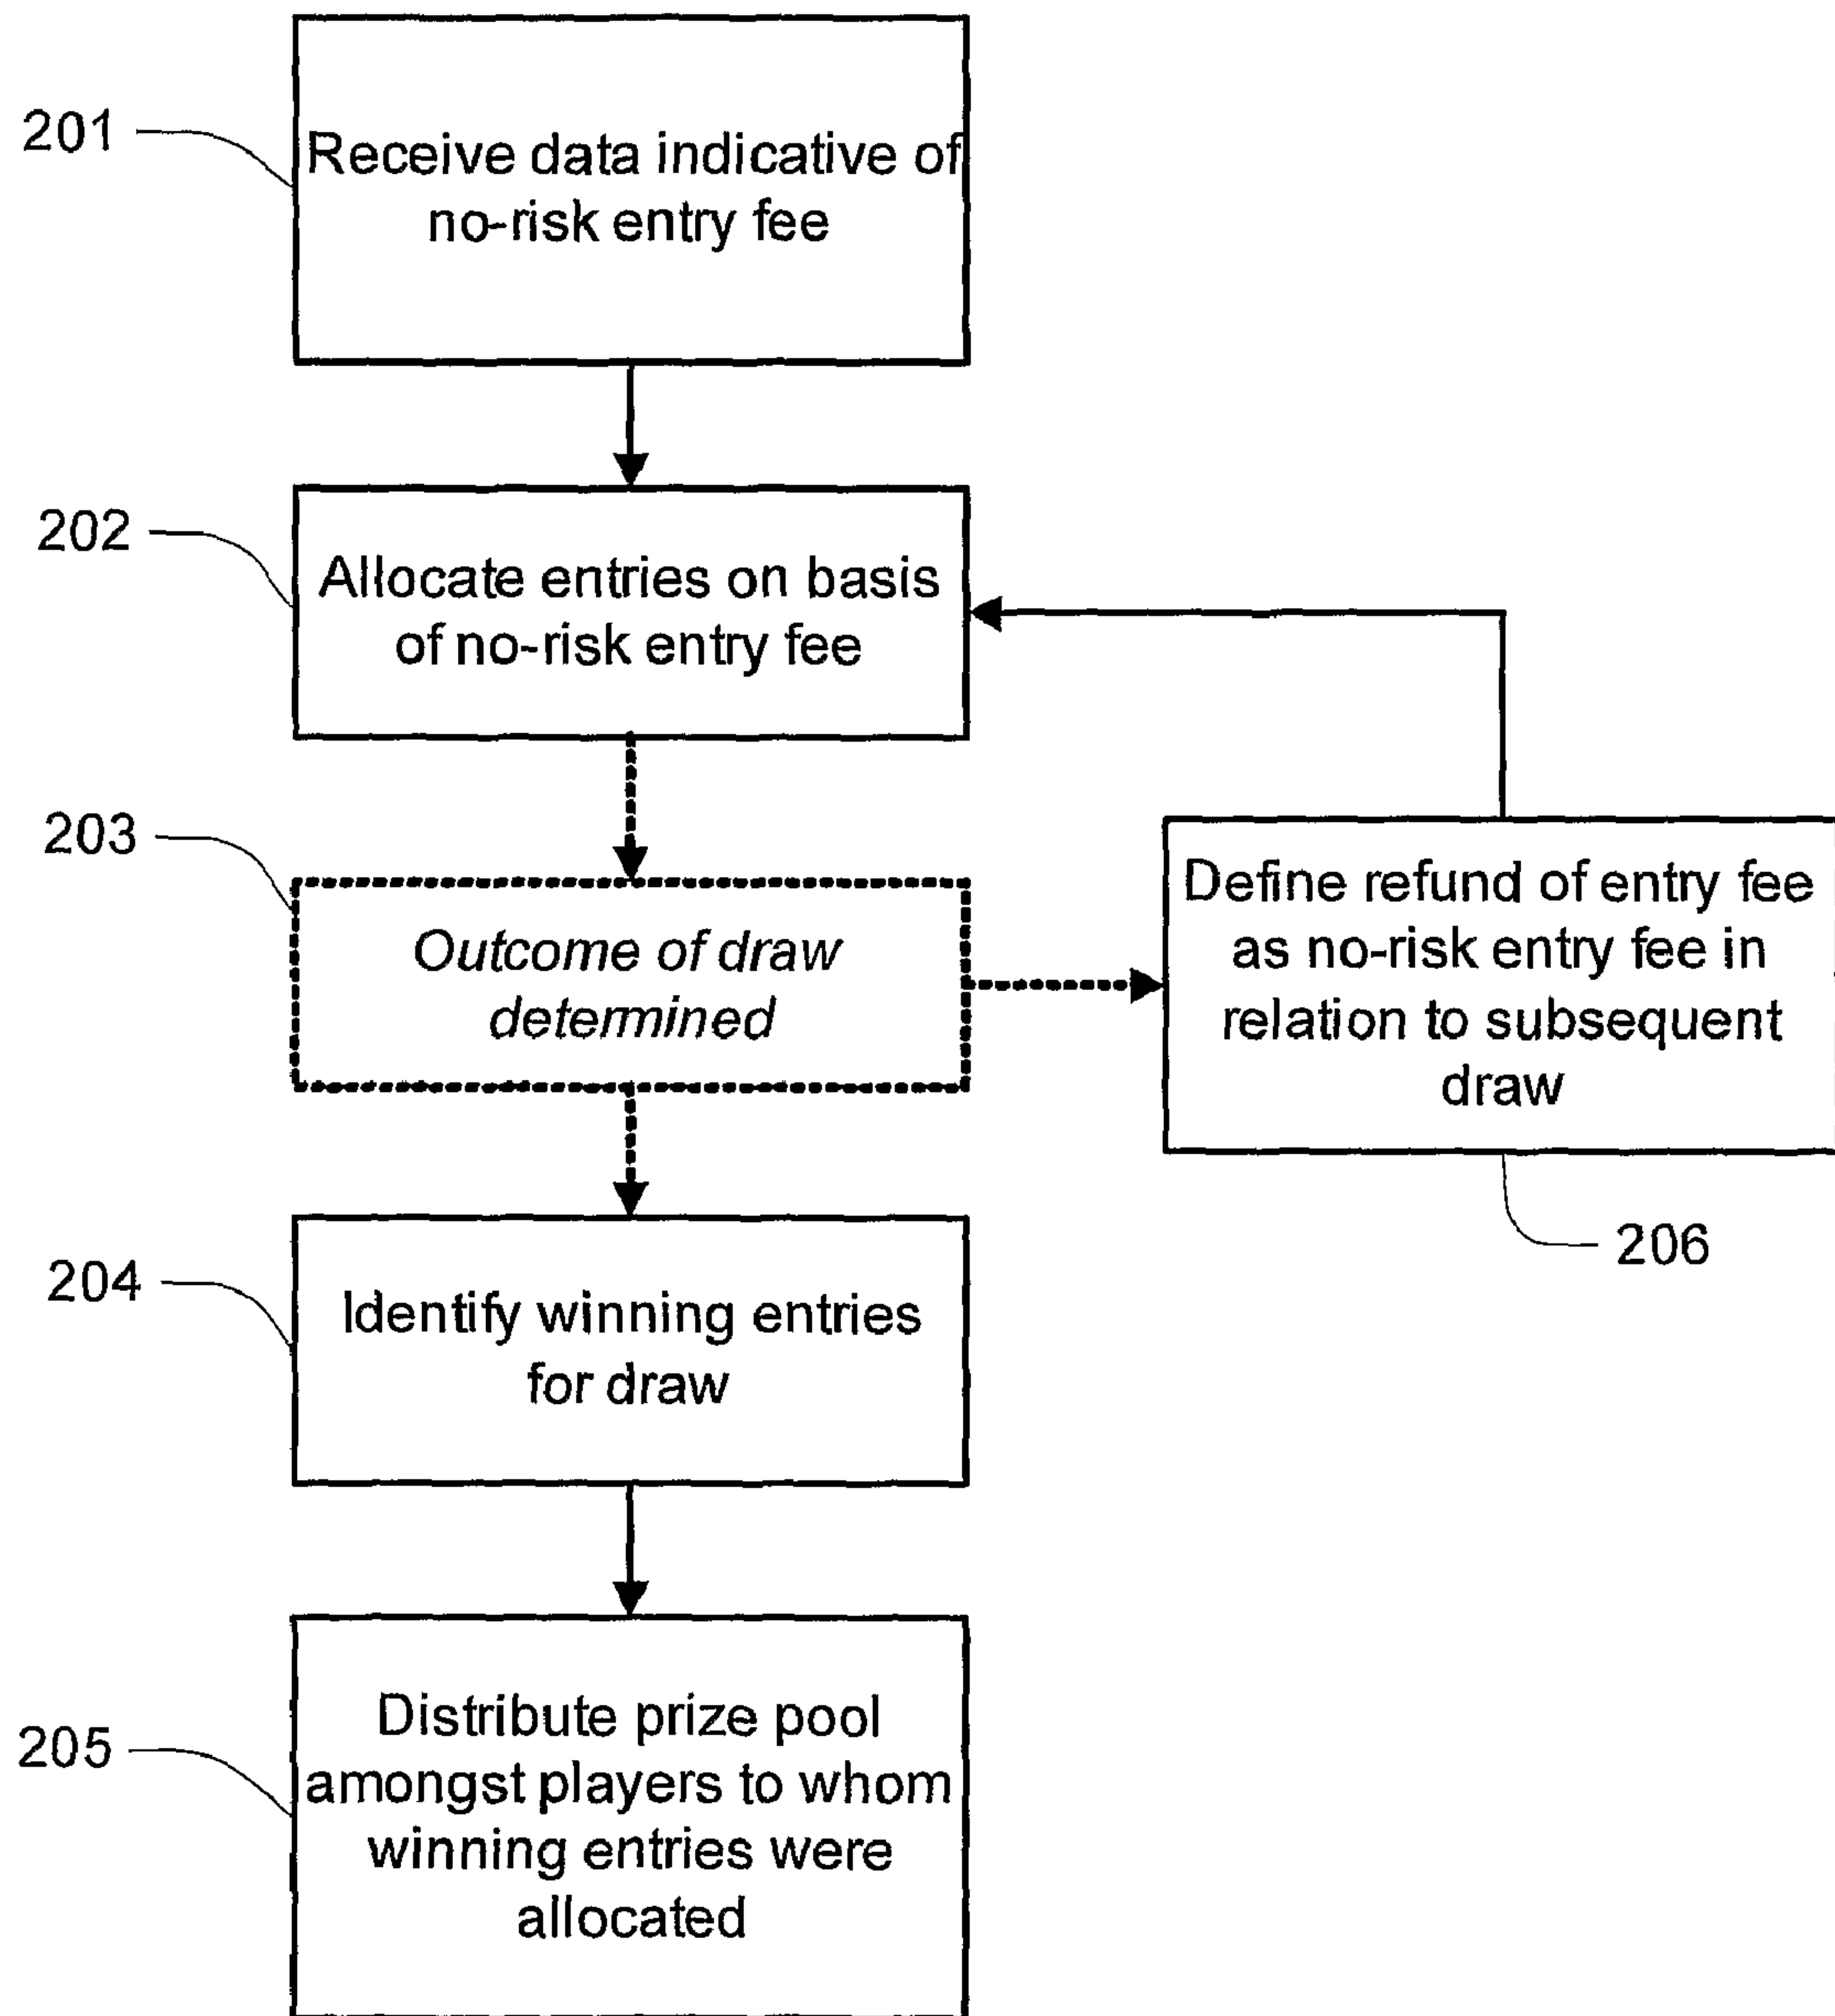 201
Receive data indicative of
no-risk entry fee
202
Allocate entries on basis
of no-risk entry fee
203
Outcome of draw
determined
Define refund of entry fee
as no-risk entry fee in
relation to subsequent
draw
206
204
Identify winning entries
for draw
205
Distribute prize pool
amongst players to whom
winning entries were
allocated